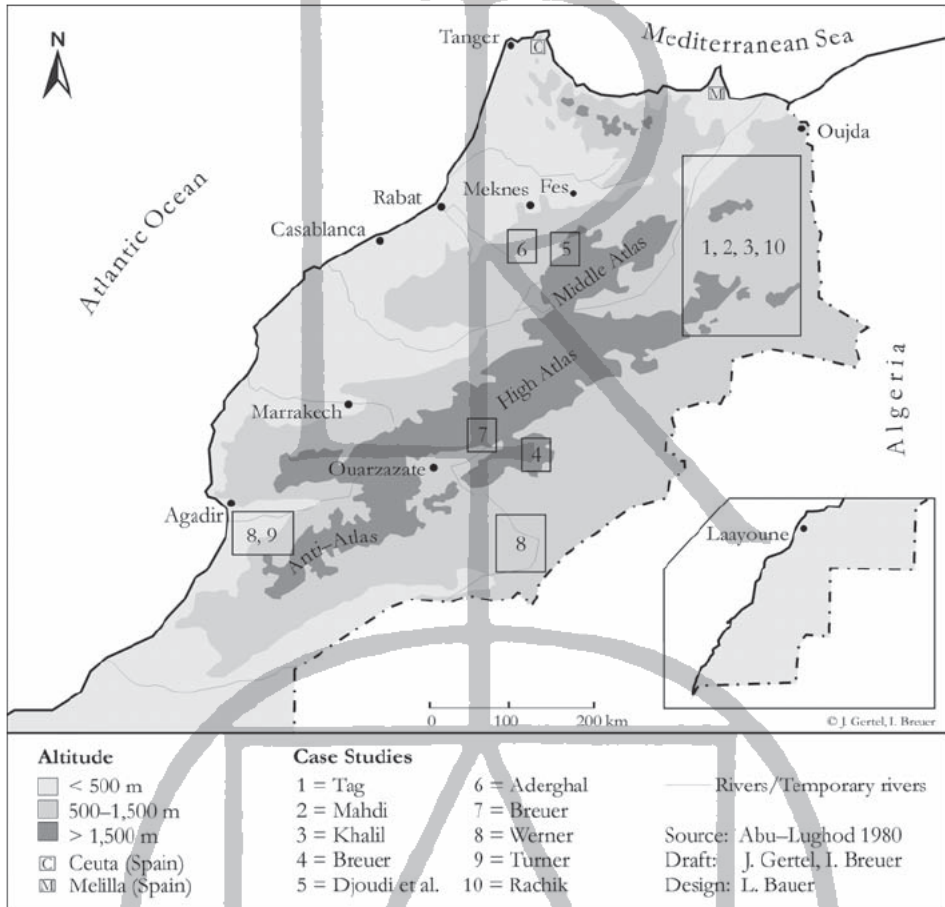 N
Tanger
C
Mediterranean Sea
M
Oujda
Atlantic Ocean
Rabat
Meknes
Fes
Casablanca
6
5
Middle Atlas
1, 2, 3, 10
High Atlas
Algeria
Marrakech
7
4
Ouarzazate
Agadir
8, 9
Anti–Atlas
8
Laayoune
0 100 200 km
© J. Gertel, I. Breuer
Altitude
< 500 m
500–1,500 m
> 1,500 m
C Ceuta (Spain)
M Melilla (Spain)
Case Studies
1 = Tag
2 = Mahdi
3 = Khalil
4 = Breuer
5 = Djoudi et al.
6 = Aderghal
7 = Breuer
8 = Werner
9 = Turner
10 = Rachik
Rivers/Temporary rivers
Source: Abu–Lughod 1980
Draft: J. Gertel, I. Breuer
Design: L. Bauer